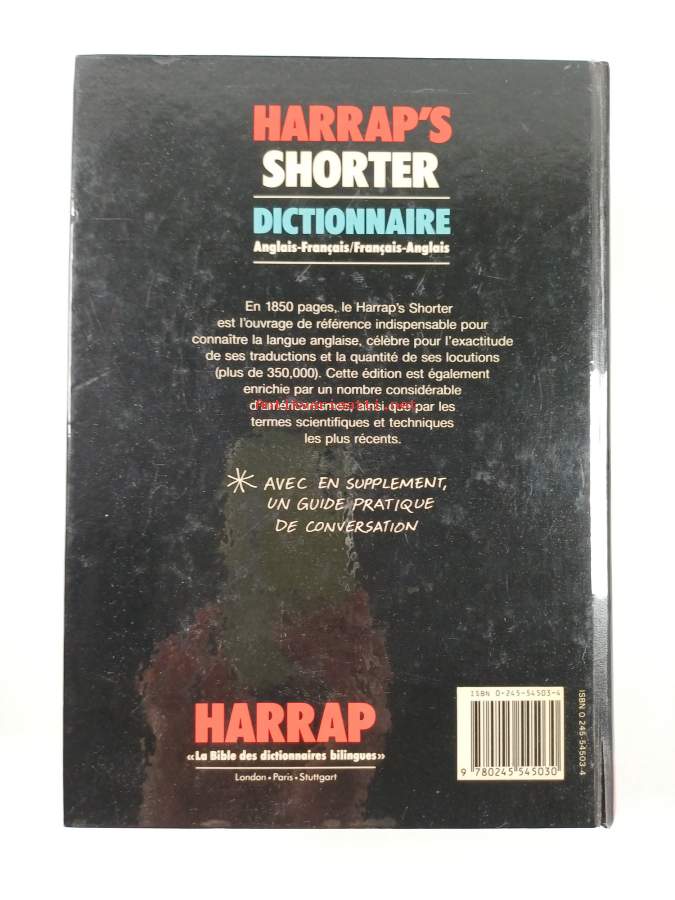 HARRAP'S
SHORTER
DICTIONNAIRE
Anglais-Français/Français-Anglais
En 1850 pages, le Harrap's Shorter
est l'ouvrage de référence indispensable pour
connaître la langue anglaise, célèbre pour l'exactitude
de ses traductions et la quantité de ses locutions
(plus de 350,000). Cette édition est également
enrichie par un nombre considérable
d'américanismes, ainsi que par les
termes scientifiques et techniques
les plus récents.
* AVEC EN SUPPLEMENT,
UN GUIDE PRATIQUE
DE CONVERSATION
HARRAP
«La Bible des dictionnaires bilingues»
London • Paris • Stuttgart
ISBN 0-245-54503-4
9 780245 545030
ISBN 0 245-54503-4